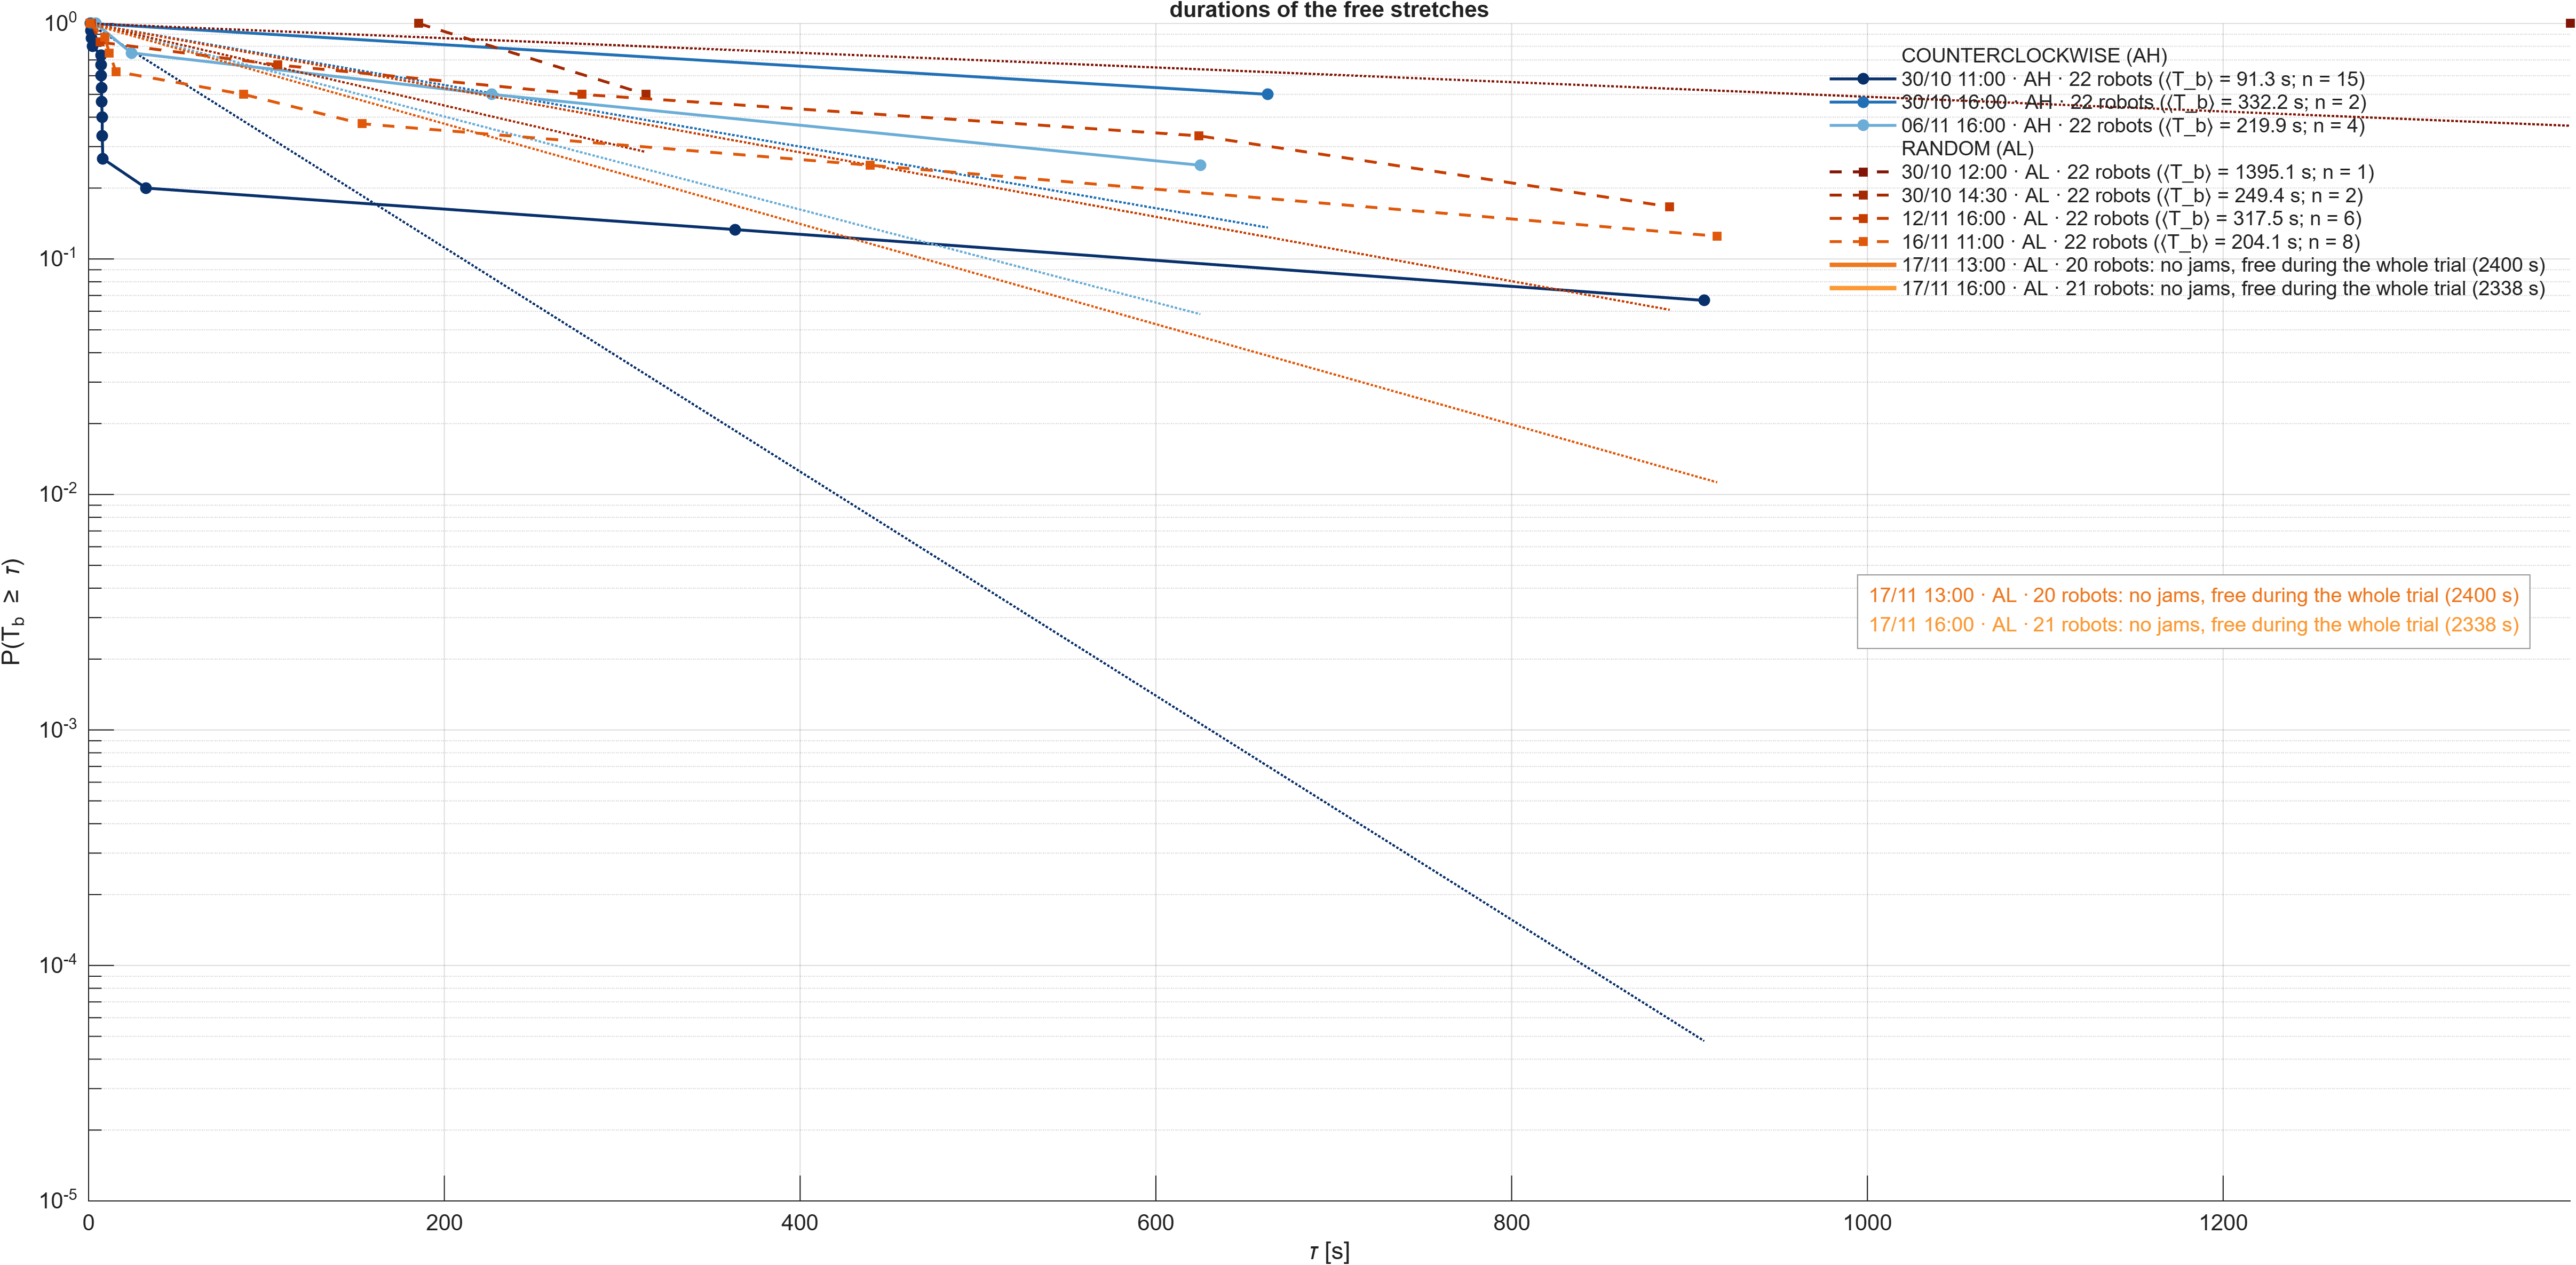 durations of the free stretches
COUNTERCLOCKWISE (AH)
30/10 11:00 · AH · 22 robots (⟨T_b⟩ = 91.3 s; n = 15)
30/10 16:00 · AH · 22 robots (⟨T_b⟩ = 332.2 s; n = 2)
06/11 16:00 · AH · 22 robots (⟨T_b⟩ = 219.9 s; n = 4)
RANDOM (AL)
30/10 12:00 · AL · 22 robots (⟨T_b⟩ = 1395.1 s; n = 1)
30/10 14:30 · AL · 22 robots (⟨T_b⟩ = 249.4 s; n = 2)
12/11 16:00 · AL · 22 robots (⟨T_b⟩ = 317.5 s; n = 6)
16/11 11:00 · AL · 22 robots (⟨T_b⟩ = 204.1 s; n = 8)
17/11 13:00 · AL · 20 robots: no jams, free during the whole trial (2400 s)
17/11 16:00 · AL · 21 robots: no jams, free during the whole trial (2338 s)
17/11 13:00 · AL · 20 robots: no jams, free during the whole trial (2400 s)
17/11 16:00 · AL · 21 robots: no jams, free during the whole trial (2338 s)
P(T_b ≥ τ)
10^0
10^-1
10^-2
10^-3
10^-4
10^-5
0 200 400 600 800 1000 1200
τ [s]